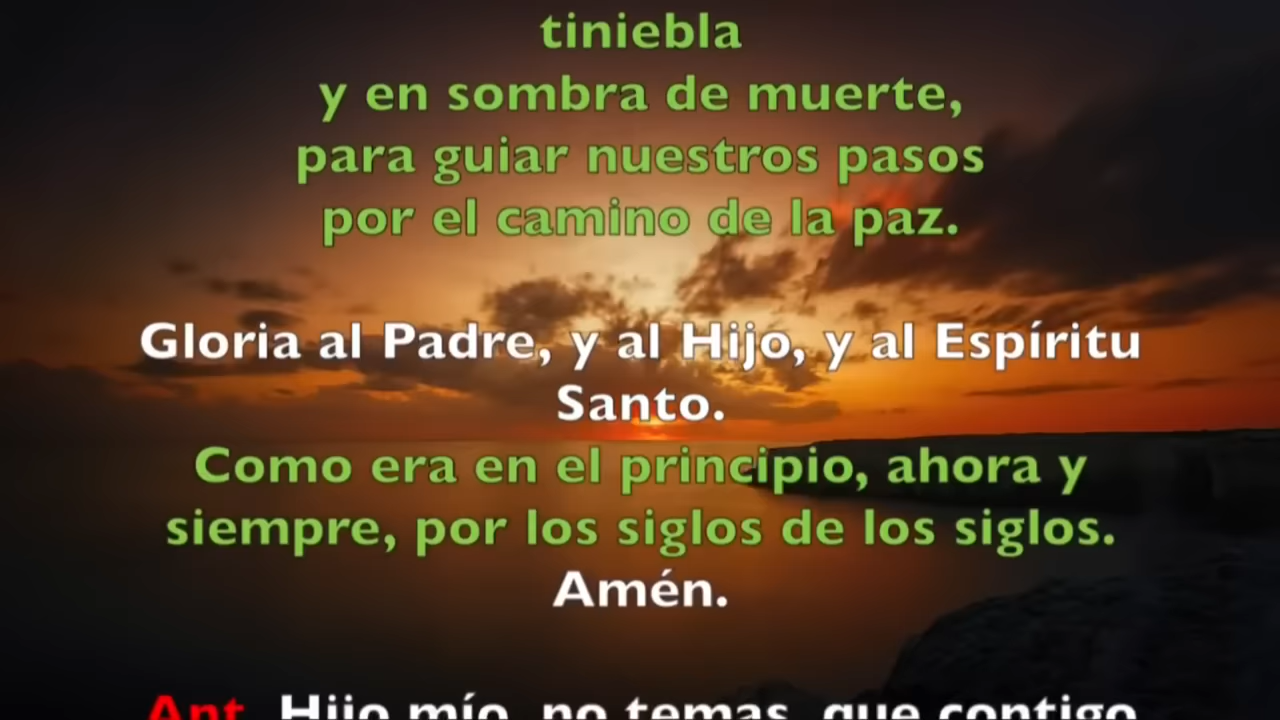 tiniebla
y en sombra de muerte,
para guiar nuestros pasos
por el camino de la paz.
Gloria al Padre, y al Hijo, y al Espíritu
Santo.
Como era en el principio, ahora y
siempre, por los siglos de los siglos.
Amén.
Ant. Hijo mío, no temas, que contigo